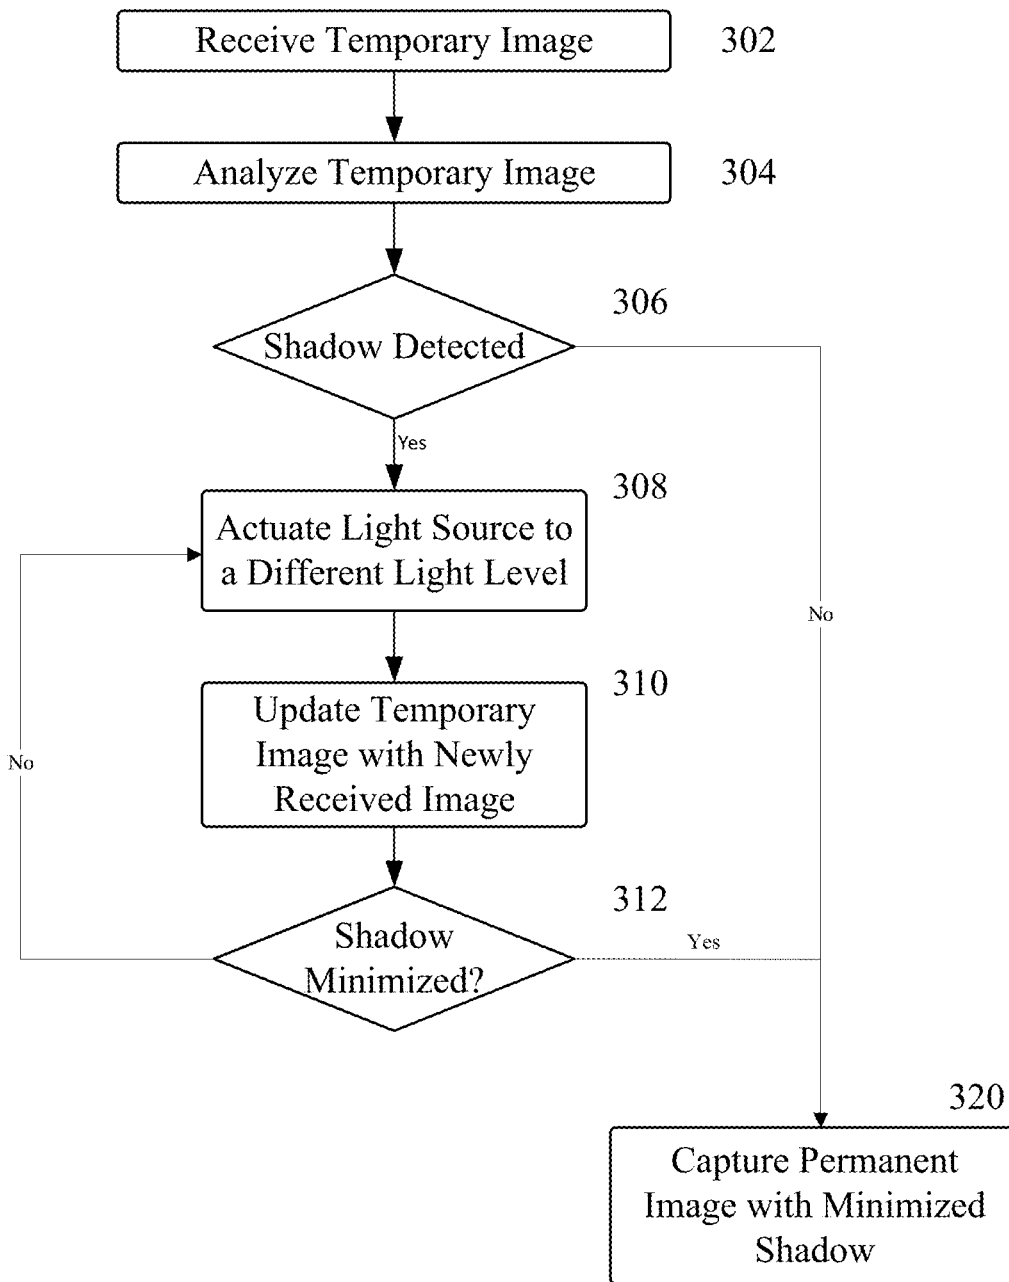 Receive Temporary Image
302
Analyze Temporary Image
304
306
Shadow Detected
Yes
308
Actuate Light Source to
a Different Light Level
No
310
Update Temporary
Image with Newly
Received Image
No
312
Shadow
Minimized?
Yes
320
Capture Permanent
Image with Minimized
Shadow